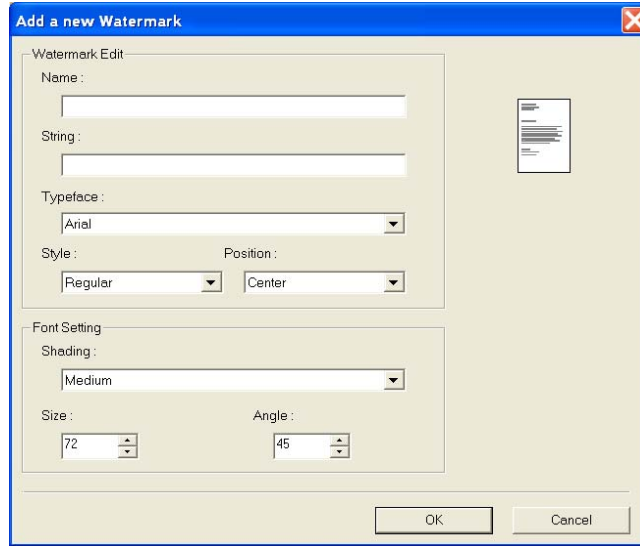 Add a new Watermark
Watermark Edit
Name :
String :
Typeface :
Arial
Style :
Position :
Regular
Center
Font Setting
Shading :
Medium
Size :
Angle :
72
45
OK
Cancel